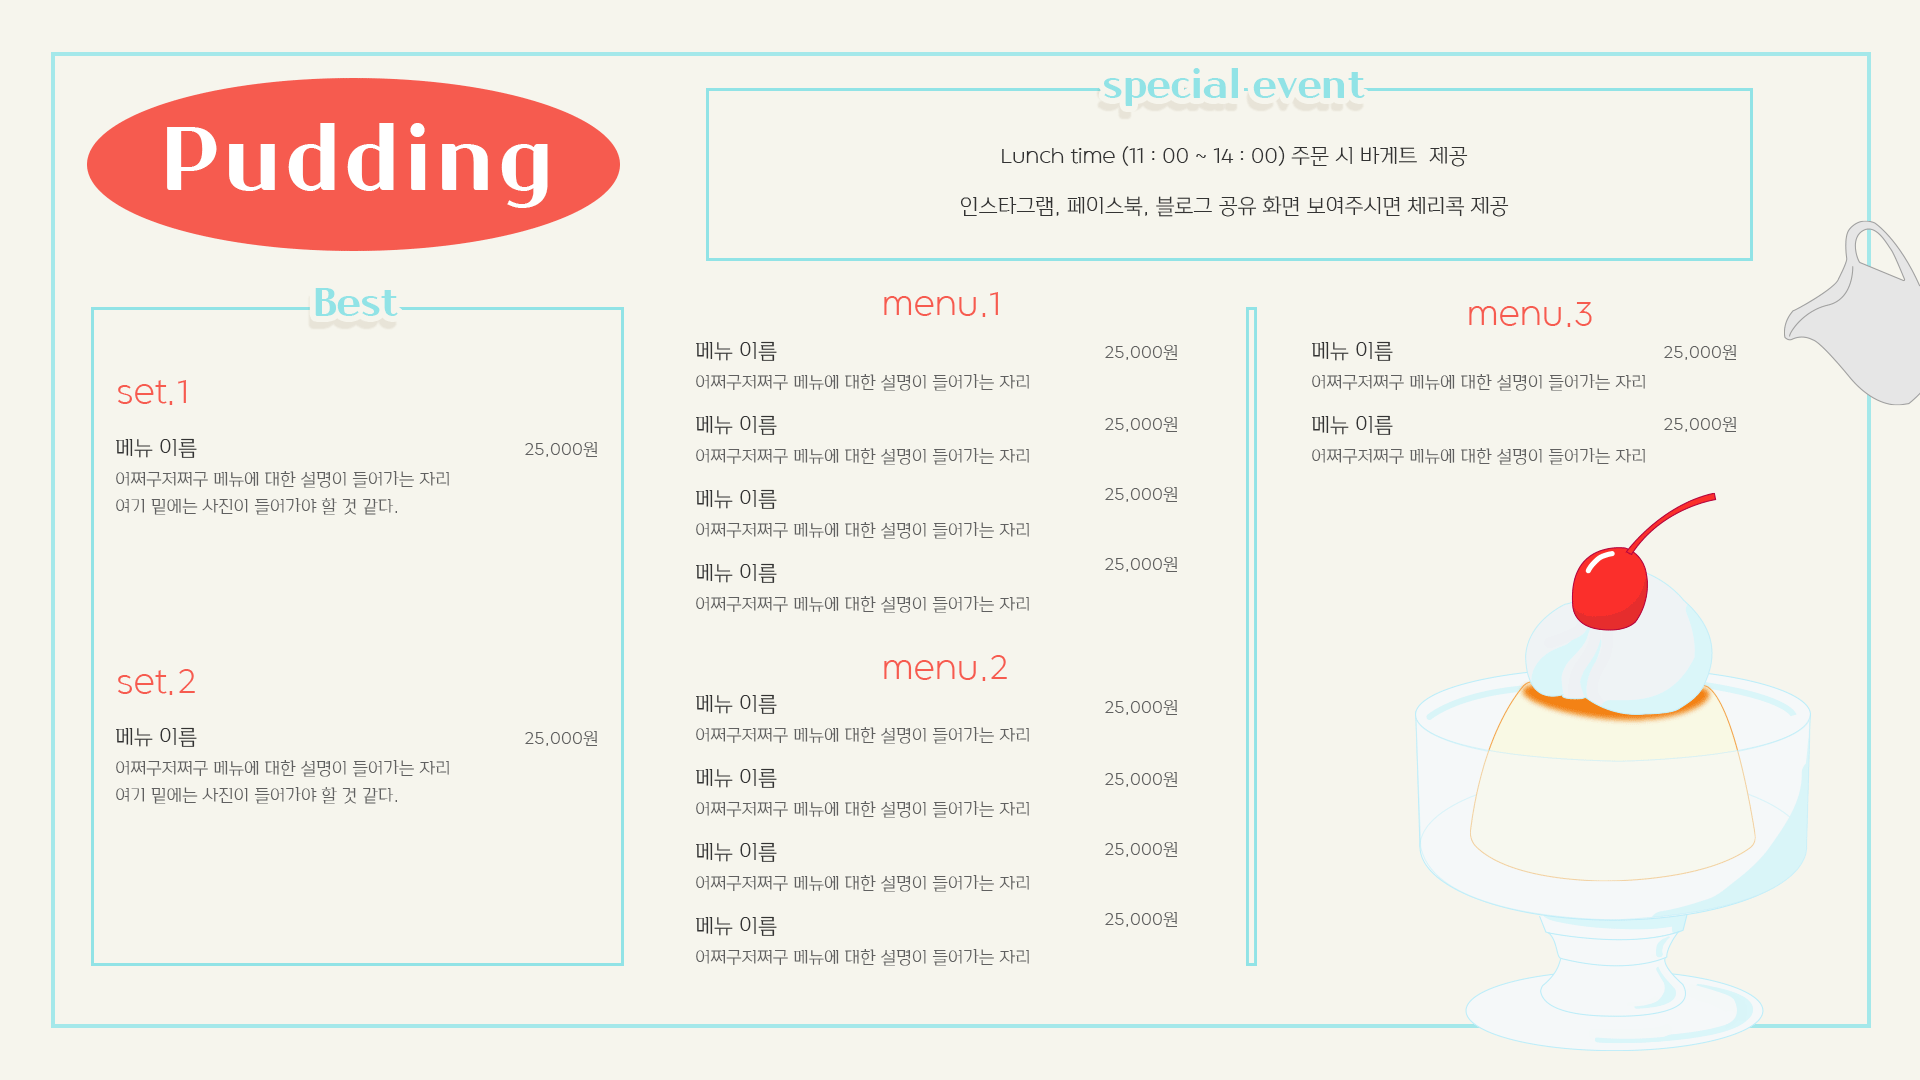 Pudding
special event
Lunch time (11 : 00 ~ 14 : 00) 주문 시 바게트 제공
인스타그램, 페이스북, 블로그 공유 화면 보여주시면 체리콕 제공
Best
set.1
메뉴 이름 25,000원
어쩌구저쩌구 메뉴에 대한 설명이 들어가는 자리
여기 밑에는 사진이 들어가야 할 것 같다.
set.2
메뉴 이름 25,000원
어쩌구저쩌구 메뉴에 대한 설명이 들어가는 자리
여기 밑에는 사진이 들어가야 할 것 같다.
menu.1
메뉴 이름 25,000원
어쩌구저쩌구 메뉴에 대한 설명이 들어가는 자리
메뉴 이름 25,000원
어쩌구저쩌구 메뉴에 대한 설명이 들어가는 자리
메뉴 이름 25,000원
어쩌구저쩌구 메뉴에 대한 설명이 들어가는 자리
메뉴 이름 25,000원
어쩌구저쩌구 메뉴에 대한 설명이 들어가는 자리
menu.2
메뉴 이름 25,000원
어쩌구저쩌구 메뉴에 대한 설명이 들어가는 자리
메뉴 이름 25,000원
어쩌구저쩌구 메뉴에 대한 설명이 들어가는 자리
메뉴 이름 25,000원
어쩌구저쩌구 메뉴에 대한 설명이 들어가는 자리
메뉴 이름 25,000원
어쩌구저쩌구 메뉴에 대한 설명이 들어가는 자리
menu.3
메뉴 이름 25,000원
어쩌구저쩌구 메뉴에 대한 설명이 들어가는 자리
메뉴 이름 25,000원
어쩌구저쩌구 메뉴에 대한 설명이 들어가는 자리